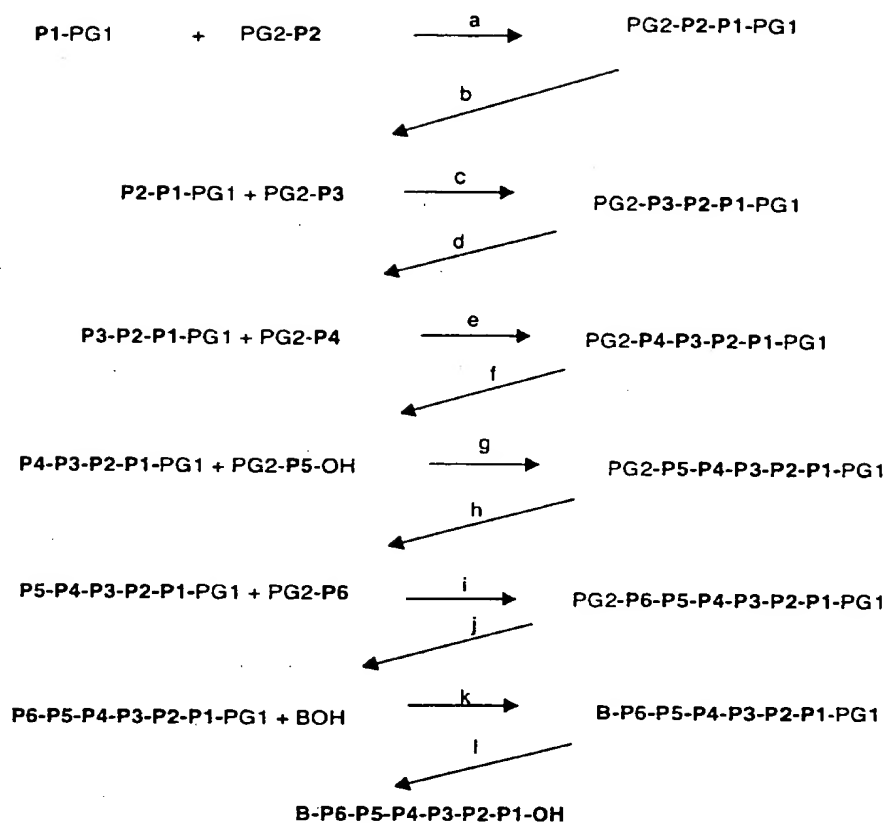 P1-PG1 + PG2-P2 a PG2-P2-P1-PG1
b
P2-P1-PG1 + PG2-P3 c PG2-P3-P2-P1-PG1
d
P3-P2-P1-PG1 + PG2-P4 e PG2-P4-P3-P2-P1-PG1
f
P4-P3-P2-P1-PG1 + PG2-P5-OH g PG2-P5-P4-P3-P2-P1-PG1
h
P5-P4-P3-P2-P1-PG1 + PG2-P6 i PG2-P6-P5-P4-P3-P2-P1-PG1
j
P6-P5-P4-P3-P2-P1-PG1 + BOH k B-P6-P5-P4-P3-P2-P1-PG1
l
B-P6-P5-P4-P3-P2-P1-OH